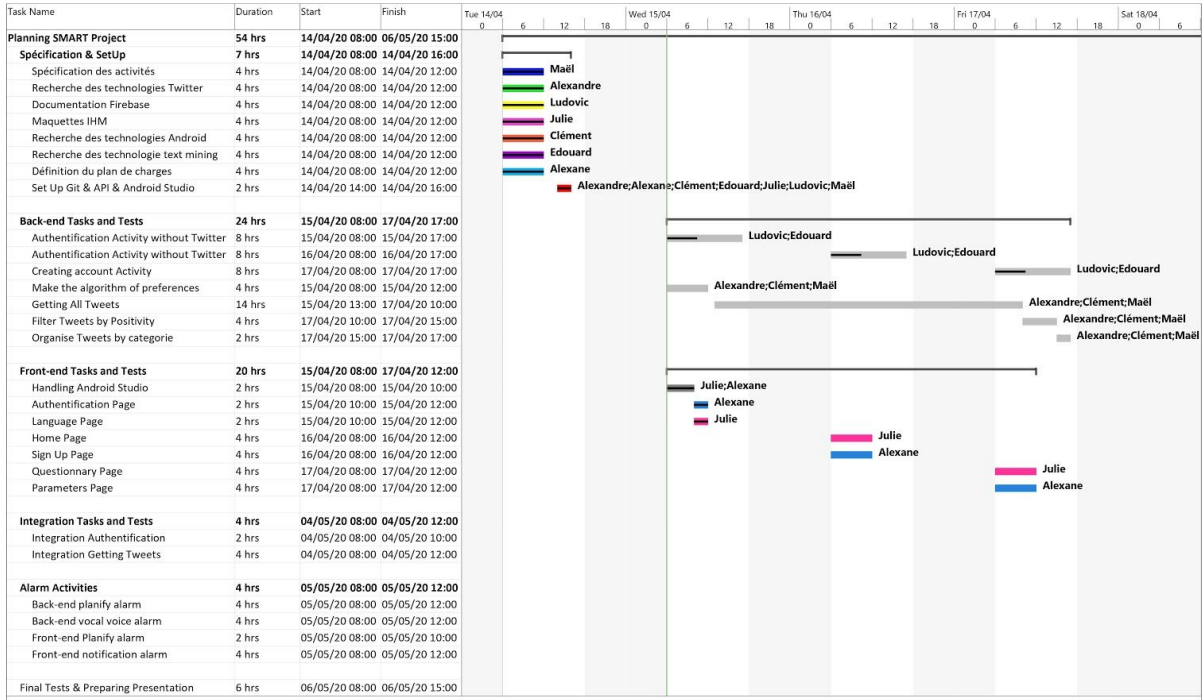 Task Name Duration Start Finish Tue 14/04 Wed 15/04 Thu 16/04 Fri 17/04 Sat 18/04
0 6 12 18 0 6 12 18 0 6 12 18 0 6 12 18 0 6
Planning SMART Project 54 hrs 14/04/20 08:00 06/05/20 15:00
Spécification & SetUp 7 hrs 14/04/20 08:00 14/04/20 16:00
Spécification des activités 4 hrs 14/04/20 08:00 14/04/20 12:00 Maël
Recherche des technologies Twitter 4 hrs 14/04/20 08:00 14/04/20 12:00 Alexandre
Documentation Firebase 4 hrs 14/04/20 08:00 14/04/20 12:00 Ludovic
Maquettes IHM 4 hrs 14/04/20 08:00 14/04/20 12:00 Julie
Recherche des technologies Android 4 hrs 14/04/20 08:00 14/04/20 12:00 Clément
Recherche des technologie text mining 4 hrs 14/04/20 08:00 14/04/20 12:00 Edouard
Définition du plan de charges 4 hrs 14/04/20 08:00 14/04/20 12:00 Alexane
Set Up Git & API & Android Studio 2 hrs 14/04/20 14:00 14/04/20 16:00 Alexandre;Alexane;Clément;Edouard;Julie;Ludovic;Maël
Back-end Tasks and Tests 24 hrs 15/04/20 08:00 17/04/20 17:00
Authentification Activity without Twitter 8 hrs 15/04/20 08:00 15/04/20 17:00 Ludovic;Edouard
Authentification Activity without Twitter 8 hrs 16/04/20 08:00 16/04/20 17:00 Ludovic;Edouard
Creating account Activity 8 hrs 17/04/20 08:00 17/04/20 17:00 Ludovic;Edouard
Make the algorithm of preferences 4 hrs 15/04/20 08:00 15/04/20 12:00 Alexandre;Clément;Maël
Getting All Tweets 14 hrs 15/04/20 13:00 17/04/20 10:00 Alexandre;Clément;Maël
Filter Tweets by Positivity 4 hrs 17/04/20 10:00 17/04/20 15:00 Alexandre;Clément;Maël
Organise Tweets by categorie 2 hrs 17/04/20 15:00 17/04/20 17:00 Alexandre;Clément;Maël
Front-end Tasks and Tests 20 hrs 15/04/20 08:00 17/04/20 12:00
Handling Android Studio 2 hrs 15/04/20 08:00 15/04/20 10:00 Julie;Alexane
Authentification Page 2 hrs 15/04/20 10:00 15/04/20 12:00 Alexane
Language Page 2 hrs 15/04/20 10:00 15/04/20 12:00 Julie
Home Page 4 hrs 16/04/20 08:00 16/04/20 12:00 Julie
Sign Up Page 4 hrs 16/04/20 08:00 16/04/20 12:00 Alexane
Questionnary Page 4 hrs 17/04/20 08:00 17/04/20 12:00 Julie
Parameters Page 4 hrs 17/04/20 08:00 17/04/20 12:00 Alexane
Integration Tasks and Tests 4 hrs 04/05/20 08:00 04/05/20 12:00
Integration Authentification 2 hrs 04/05/20 08:00 04/05/20 10:00
Integration Getting Tweets 4 hrs 04/05/20 08:00 04/05/20 12:00
Alarm Activities 4 hrs 05/05/20 08:00 05/05/20 12:00
Back-end planify alarm 4 hrs 05/05/20 08:00 05/05/20 12:00
Back-end vocal voice alarm 4 hrs 05/05/20 08:00 05/05/20 12:00
Front-end Planify alarm 2 hrs 05/05/20 08:00 05/05/20 10:00
Front-end notification alarm 4 hrs 05/05/20 08:00 05/05/20 12:00
Final Tests & Preparing Presentation 6 hrs 06/05/20 08:00 06/05/20 15:00